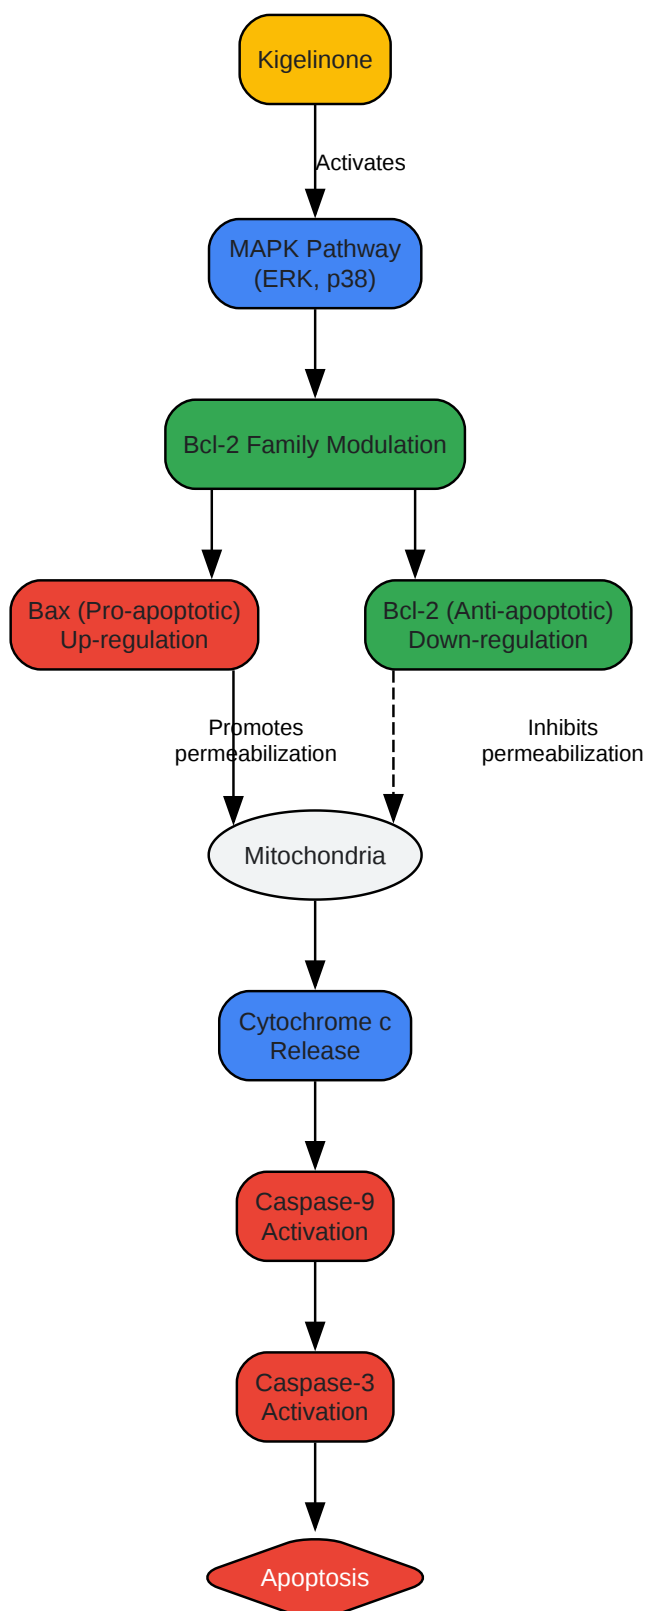 Kigelinone
Activates
MAPK Pathway
(ERK, p38)
Bcl-2 Family Modulation
Bax (Pro-apoptotic)
Up-regulation
Bcl-2 (Anti-apoptotic)
Down-regulation
Promotes
permeabilization
Inhibits
permeabilization
Mitochondria
Cytochrome c
Release
Caspase-9
Activation
Caspase-3
Activation
Apoptosis